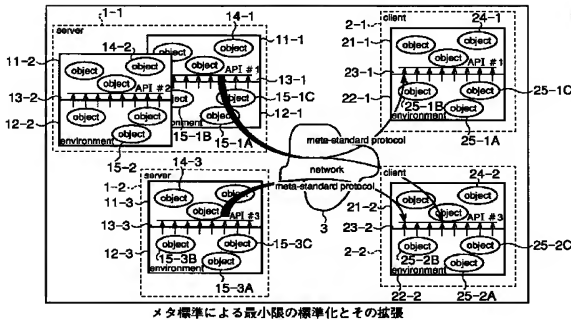 1-1
server
14-1
14-2
11-1
11-2
object
object
object
object
object
object
API #1
API #2
13-1
13-2
object
object
object
object
15-1C
12-1
12-2
environment
environment
object
object
15-1B
15-1A
15-2
2-1
client
24-1
21-1
object
object
object
API #1
23-1
25-1C
22-1
object
object
25-1B
environment
object
25-1A
meta-standard protocol
network
meta-standard protocol
3
14-3
server
1-2
11-3
object
object
object
API #3
13-3
12-3
object
object
15-3C
15-3B
environment
object
15-3A
client
24-2
21-2
object
object
object
API #3
23-2
2-2
object
object
25-2C
25-2B
environment
object
22-2
25-2A
メタ標準による最小限の標準化とその拡張